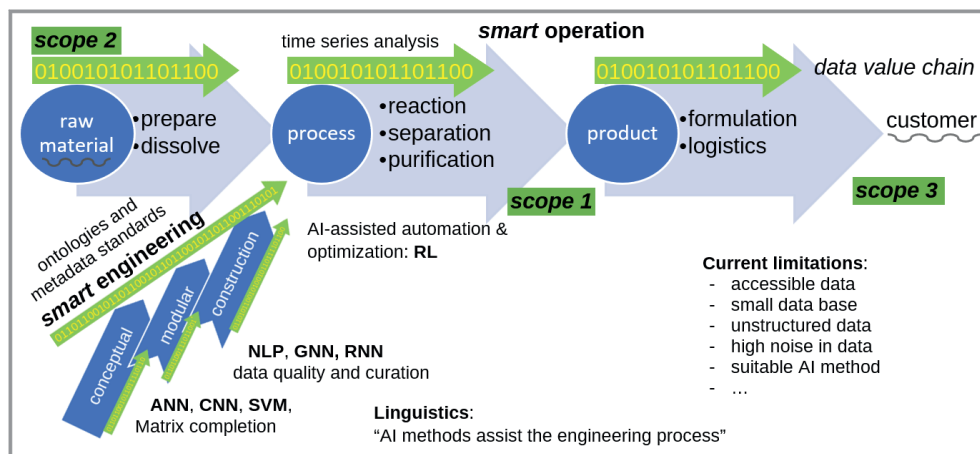 scope 2
time series analysis
smart operation
010010101101100
010010101101100
010010101101100
data value chain
raw
material
•prepare
•dissolve
process
•reaction
•separation
•purification
product
•formulation
•logistics
customer
scope 1
scope 3
ontologies and
metadata standards
smart engineering
AI-assisted automation &
optimization: RL
conceptual
modular
construction
NLP, GNN, RNN
data quality and curation
ANN, CNN, SVM,
Matrix completion
Linguistics:
“AI methods assist the engineering process”
Current limitations:
- accessible data
- small data base
- unstructured data
- high noise in data
- suitable AI method
- ...